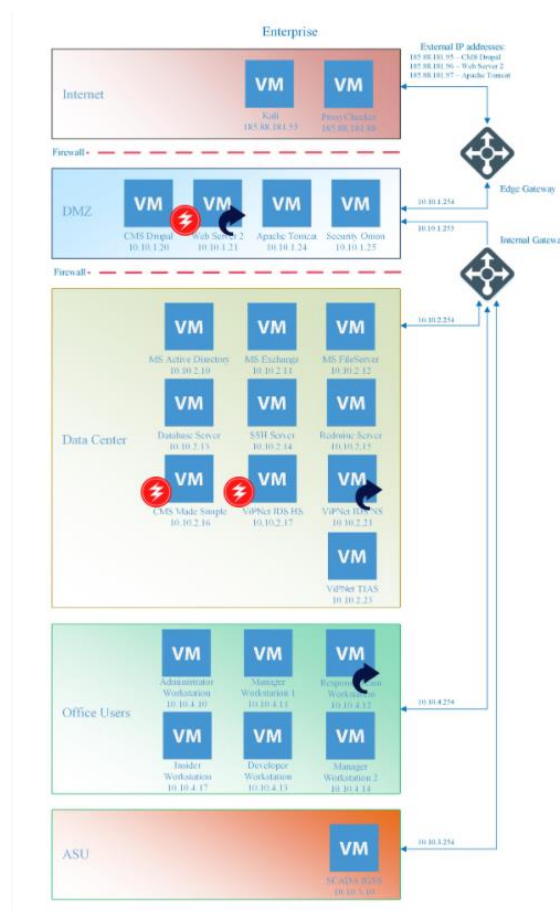 Enterprise
External IP addresses:
185.88.181.95 – CMS Drupal
185.88.181.96 – Web Server 2
185.88.181.97 – Apache Tomcat
Internet
VM
VM
Kali
185.88.181.55
ProxyChecker
Firewall
Edge Gateway
DMZ
VM
VM
VM
VM
CMS Drupal
10.10.1.20
Web Server 2
10.10.1.21
Apache Tomcat
10.10.1.24
Security Onion
10.10.1.25
10.10.1.254
10.10.1.253
Internal Gateway
Firewall
Data Center
VM
VM
VM
MS Active Directory
10.10.2.10
MS Exchange
10.10.2.11
MS FileServer
10.10.2.12
10.10.2.254
VM
VM
VM
Database Server
10.10.2.13
SSH Server
10.10.2.14
Redmine Server
10.10.2.15
VM
VM
VM
CMS Made Simple
10.10.2.16
ViPNet IDS HS
10.10.2.17
ViPNet IDS NS
10.10.2.21
VM
ViPNet TIAS
10.10.2.23
Office Users
VM
VM
VM
Administrator
Workstation
10.10.4.10
Manager
Workstation 1
10.10.4.11
Workstation
10.10.4.12
10.10.4.254
VM
VM
VM
Insider
Workstation
10.10.4.17
Developer
Workstation
10.10.4.13
Manager
Workstation 2
10.10.4.14
ASU
VM
SCADA IGSS
10.10.3.10
10.10.3.254